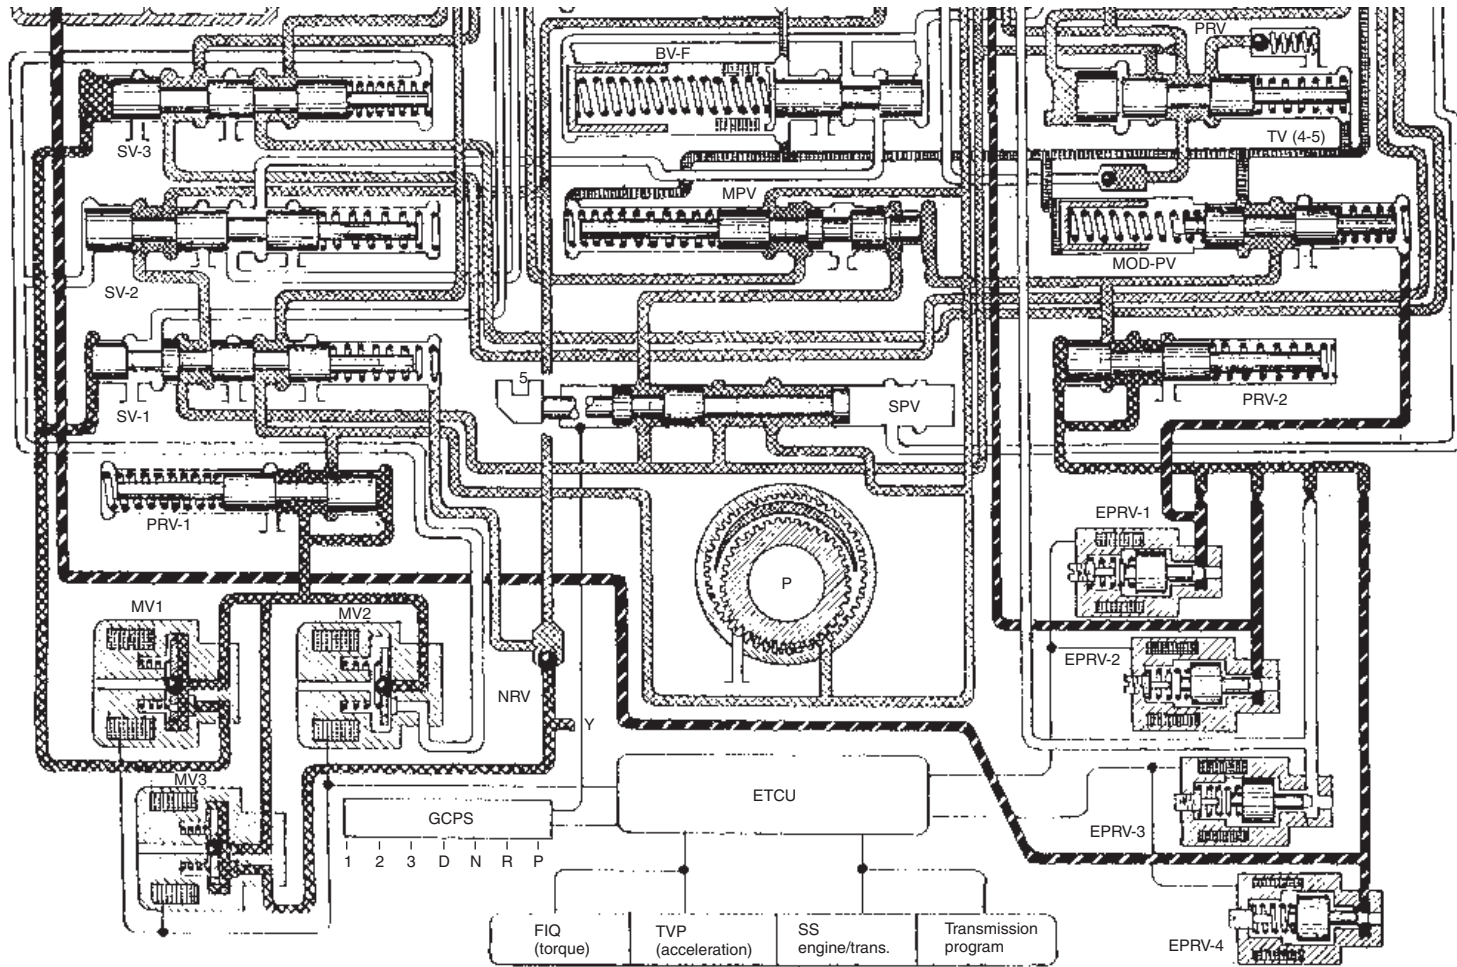 PRV
BV-F
TV (4-5)
SV-3
MPV
MOD-PV
SV-2
5
SV-1
SPV
PRV-2
PRV-1
EPRV-1
P
MV1
MV2
EPRV-2
NRV
Y
MV3
ETCU
GCPS
EPRV-3
1 2 3 D N R P
FIQ
(torque)
TVP
(acceleration)
SS
engine/trans.
Transmission
program
EPRV-4